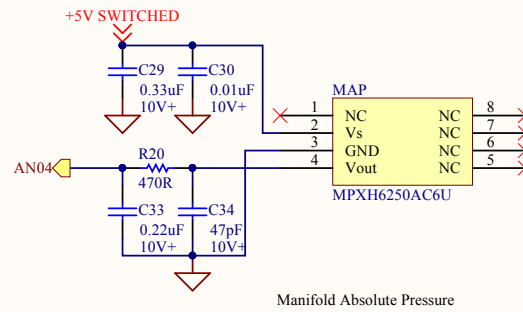 +5V SWITCHED
C29
0.33uF
10V+
C30
0.01uF
10V+
MAP
1 NC NC 8
2 Vs NC 7
3 GND NC 6
4 Vout NC 5
MPXH6250AC6U
AN04
R20
470R
C33
0.22uF
10V+
C34
47pF
10V+
Manifold Absolute Pressure